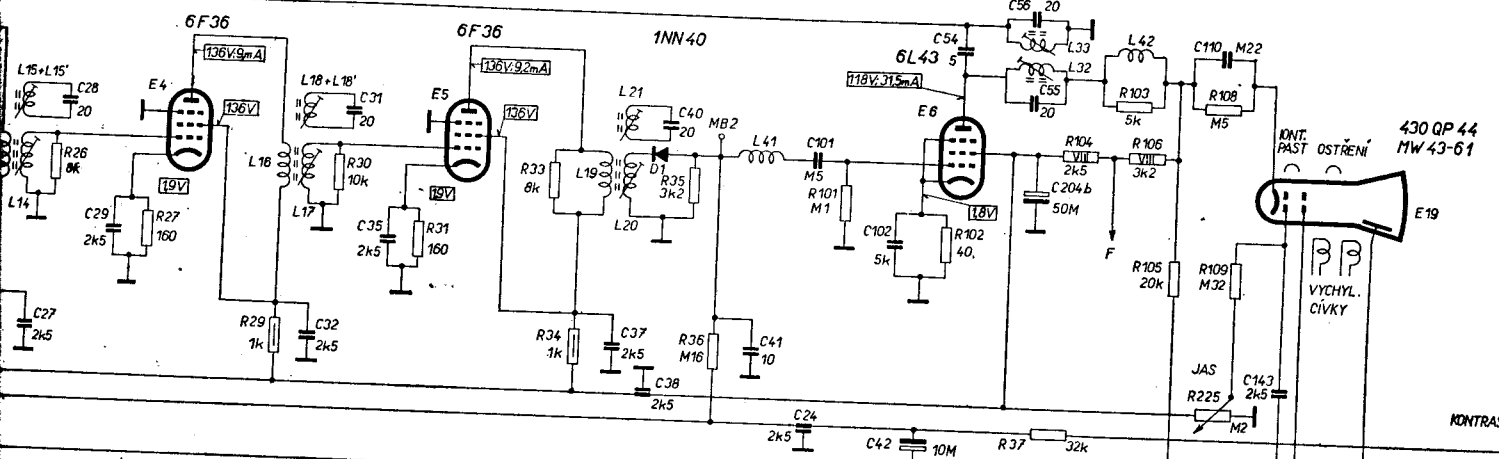 6F36
136V;9mA
L15+L15'
C28
20
E4
136V
R26
8k
L14
1,9V
C29
2k5
R27
160
C27
2k5
L16
R29
1k
C32
2k5
L18+L18'
C31
20
R30
10k
L17
6F36
136V;9,2mA
E5
136V
1,9V
C35
2k5
R31
160
R33
8k
L19
R34
1k
C37
2k5
C38
2k5
1NN40
L21
C40
20
D1
L20
R35
3k2
MB2
L41
R36
M16
C41
10
C24
2k5
C42
10M
R37
32k
C101
M5
R101
M1
6L43
118V;31,5mA
E6
1,8V
C102
5k
R102
40,
C54
5
C56
20
L33
L32
C55
20
L42
R103
5k
C110
M22
R108
M5
R104
2k5
R106
3k2
C204b
50M
F
R105
20k
IONT.
PAST
OSTŘENÍ
430 QP 44
MW 43-61
E19
R109
M32
VYCHYL.
CÍVKY
JAS
R225
M2
C143
2k5